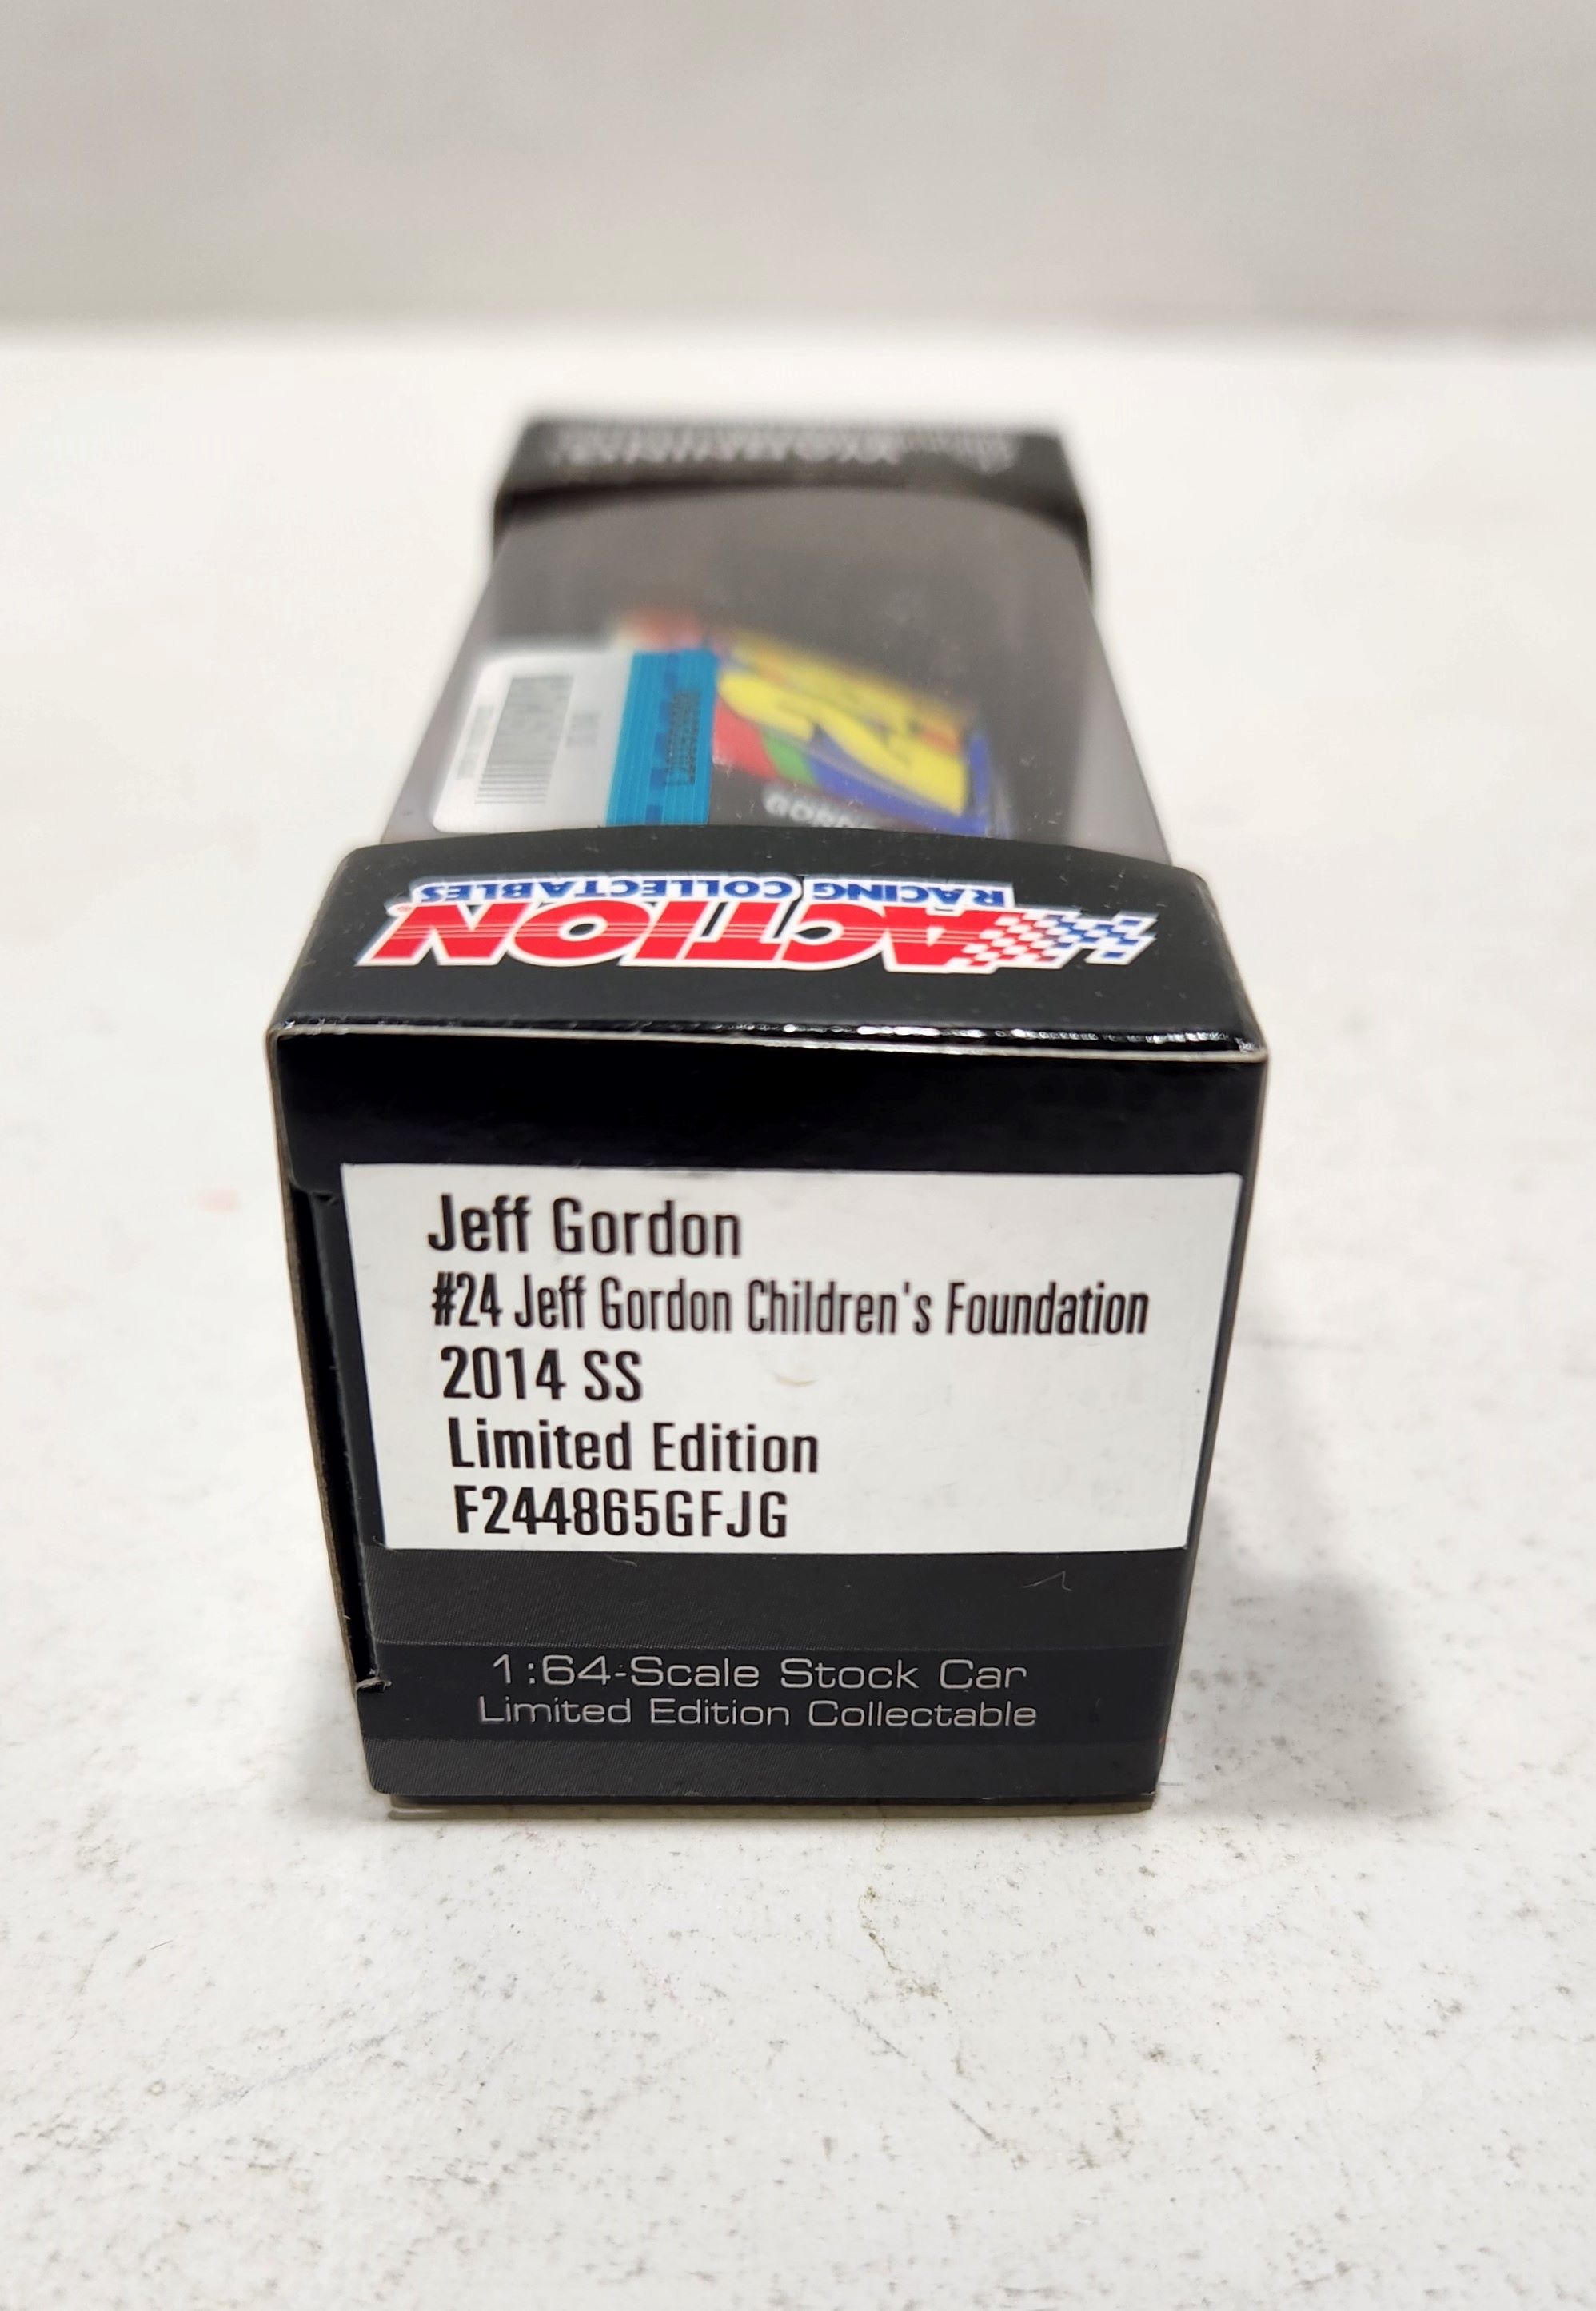 WARNING:
ACTION
RACING COLLECTABLES
Jeff Gordon
#24 Jeff Gordon Children's Foundation
2014 SS
Limited Edition
F244865GFJG
1:64-Scale Stock Car
Limited Edition Collectable